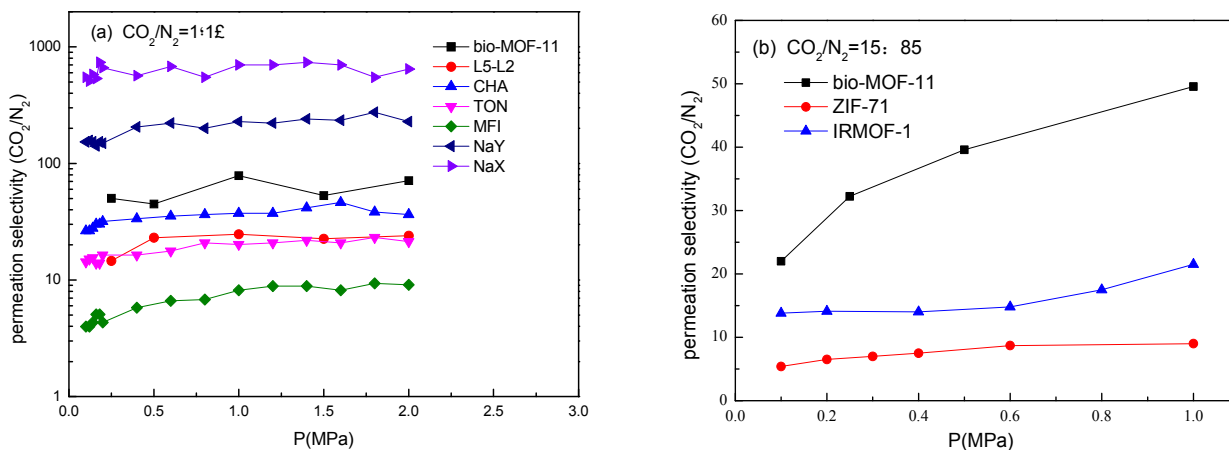 (a) CO2/N2=1:1£
bio-MOF-11
L5-L2
CHA
TON
MFI
NaY
NaX
permeation selectivity (CO2/N2)
1000
100
10
1
0.0 0.5 1.0 1.5 2.0 2.5 3.0
P(MPa)
(b) CO2/N2=15: 85
bio-MOF-11
ZIF-71
IRMOF-1
permeation selectivity (CO2/N2)
60
50
40
30
20
10
0
0.0 0.2 0.4 0.6 0.8 1.0
P(MPa)